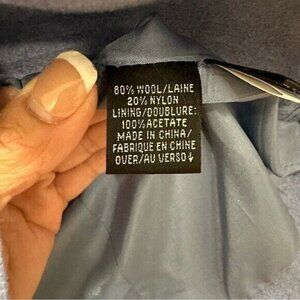 80% WOOL/LAINE
20% NYLON
LINING/DOUBLURE:
100% ACETATE
MADE IN CHINA/
FABRIQUE EN CHINE
OVER/AU VERSO↓